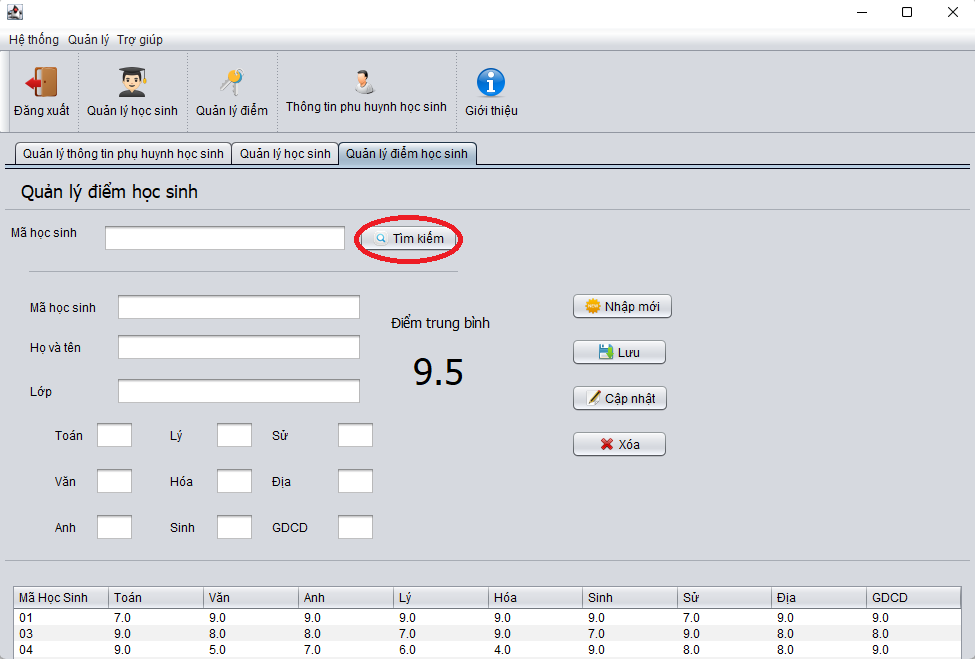 Hệ thống Quản lý Trợ giúp
Đăng xuất Quản lý học sinh Quản lý điểm Thông tin phu huynh học sinh Giới thiệu
Quản lý thông tin phụ huynh học sinh Quản lý học sinh Quản lý điểm học sinh
Quản lý điểm học sinh
Mã học sinh Tìm kiếm
Mã học sinh Nhập mới
Điểm trung bình
Họ và tên Lưu
9.5
Lớp Cập nhật
Toán Lý Sử Xóa
Văn Hóa Địa
Anh Sinh GDCD
Mã Học Sinh Toán Văn Anh Lý Hóa Sinh Sử Địa GDCD
01 7.0 9.0 9.0 9.0 9.0 9.0 7.0 9.0 9.0
03 9.0 8.0 8.0 7.0 9.0 7.0 9.0 8.0 8.0
04 9.0 5.0 7.0 6.0 4.0 9.0 8.0 8.0 9.0